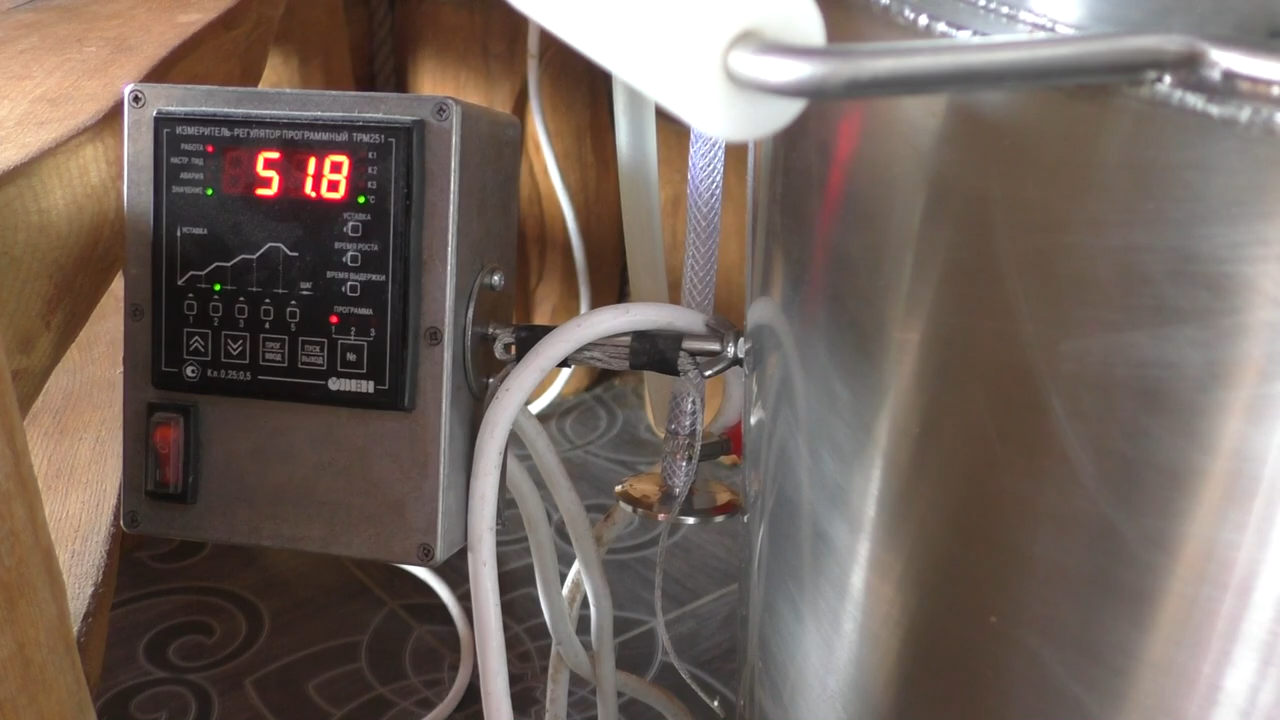 ИЗМЕРИТЕЛЬ-РЕГУЛЯТОР ПРОГРАММНЫЙ ТРМ251
РАБОТА
НАСТР. ПИД
АВАРИЯ
ЗНАЧЕНИЕ
51.8
К1
К2
К3
°C
УСТАВКА
УСТАВКА
ВРЕМЯ РОСТА
ВРЕМЯ ВЫДЕРЖКИ
ШАГ
1 2 3 4 5
ПРОГРАММА
1 2 3
ПРОГ ВВОД
ПУСК ВЫХОД
№
Кл. 0,25:0,5
ОВЕН